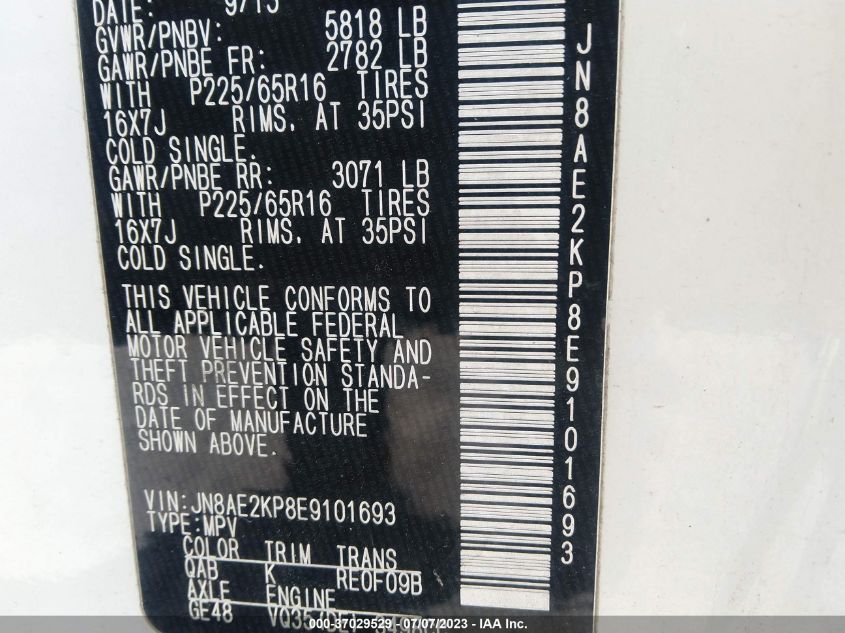 DATE: 9/13
GVWR/PNBV: 5818 LB
GAWR/PNBE FR: 2782 LB
WITH P225/65R16 TIRES
16X7J RIMS. AT 35PSI
COLD SINGLE.
GAWR/PNBE RR: 3071 LB
WITH P225/65R16 TIRES
16X7J RIMS. AT 35PSI
COLD SINGLE.
THIS VEHICLE CONFORMS TO
ALL APPLICABLE FEDERAL
MOTOR VEHICLE SAFETY AND
THEFT PREVENTION STANDA-
RDS IN EFFECT ON THE
DATE OF MANUFACTURE
SHOWN ABOVE.
VIN:JN8AE2KP8E9101693
TYPE:MPV
COLOR TRIM TRANS
QAB K RE0F09B
AXLE ENGINE
GE48
JN8AE2KP8E9101693
000-37029529 - 07/07/2023 - © IAA Inc.